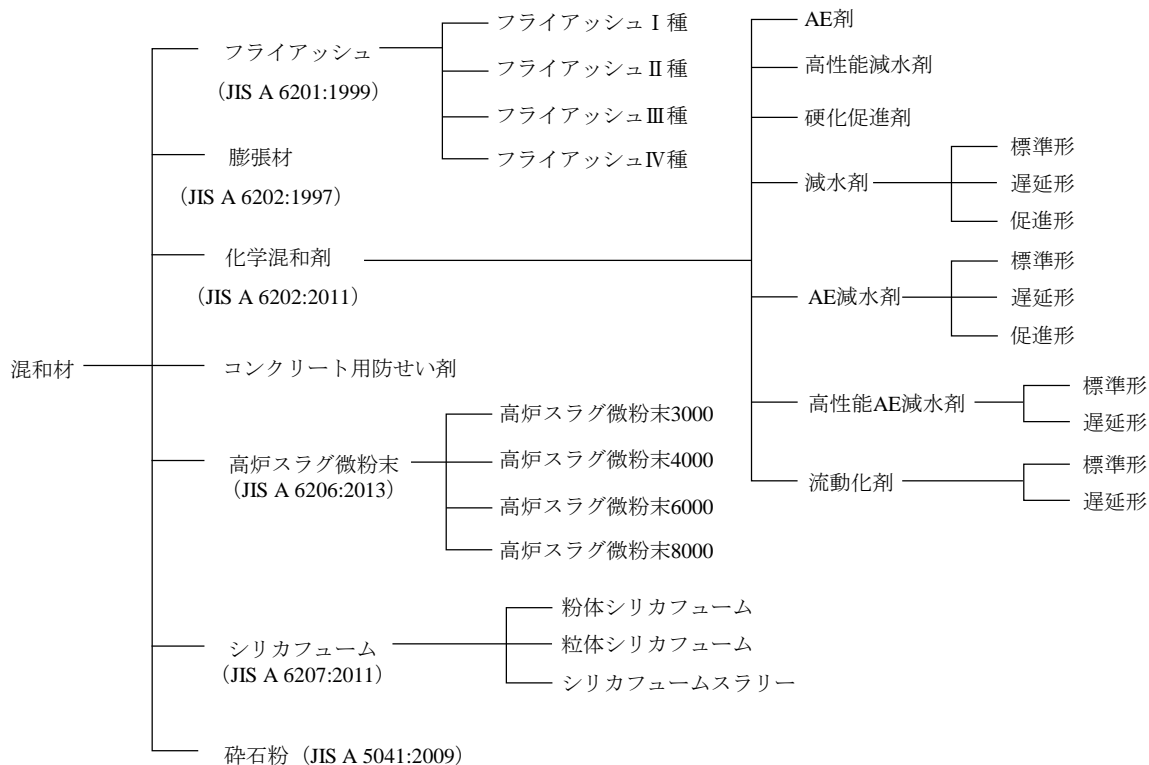 混和材
フライアッシュ
（JIS A 6201:1999）
フライアッシュⅠ種
フライアッシュⅡ種
フライアッシュⅢ種
フライアッシュⅣ種
膨張材
（JIS A 6202:1997）
化学混和剤
（JIS A 6202:2011）
AE剤
高性能減水剤
硬化促進剤
減水剤
標準形
遅延形
促進形
AE減水剤
標準形
遅延形
促進形
高性能AE減水剤
標準形
遅延形
流動化剤
標準形
遅延形
コンクリート用防せい剤
高炉スラグ微粉末
（JIS A 6206:2013）
高炉スラグ微粉末3000
高炉スラグ微粉末4000
高炉スラグ微粉末6000
高炉スラグ微粉末8000
シリカフューム
（JIS A 6207:2011）
粉体シリカフューム
粒体シリカフューム
シリカフュームスラリー
砕石粉（JIS A 5041:2009）